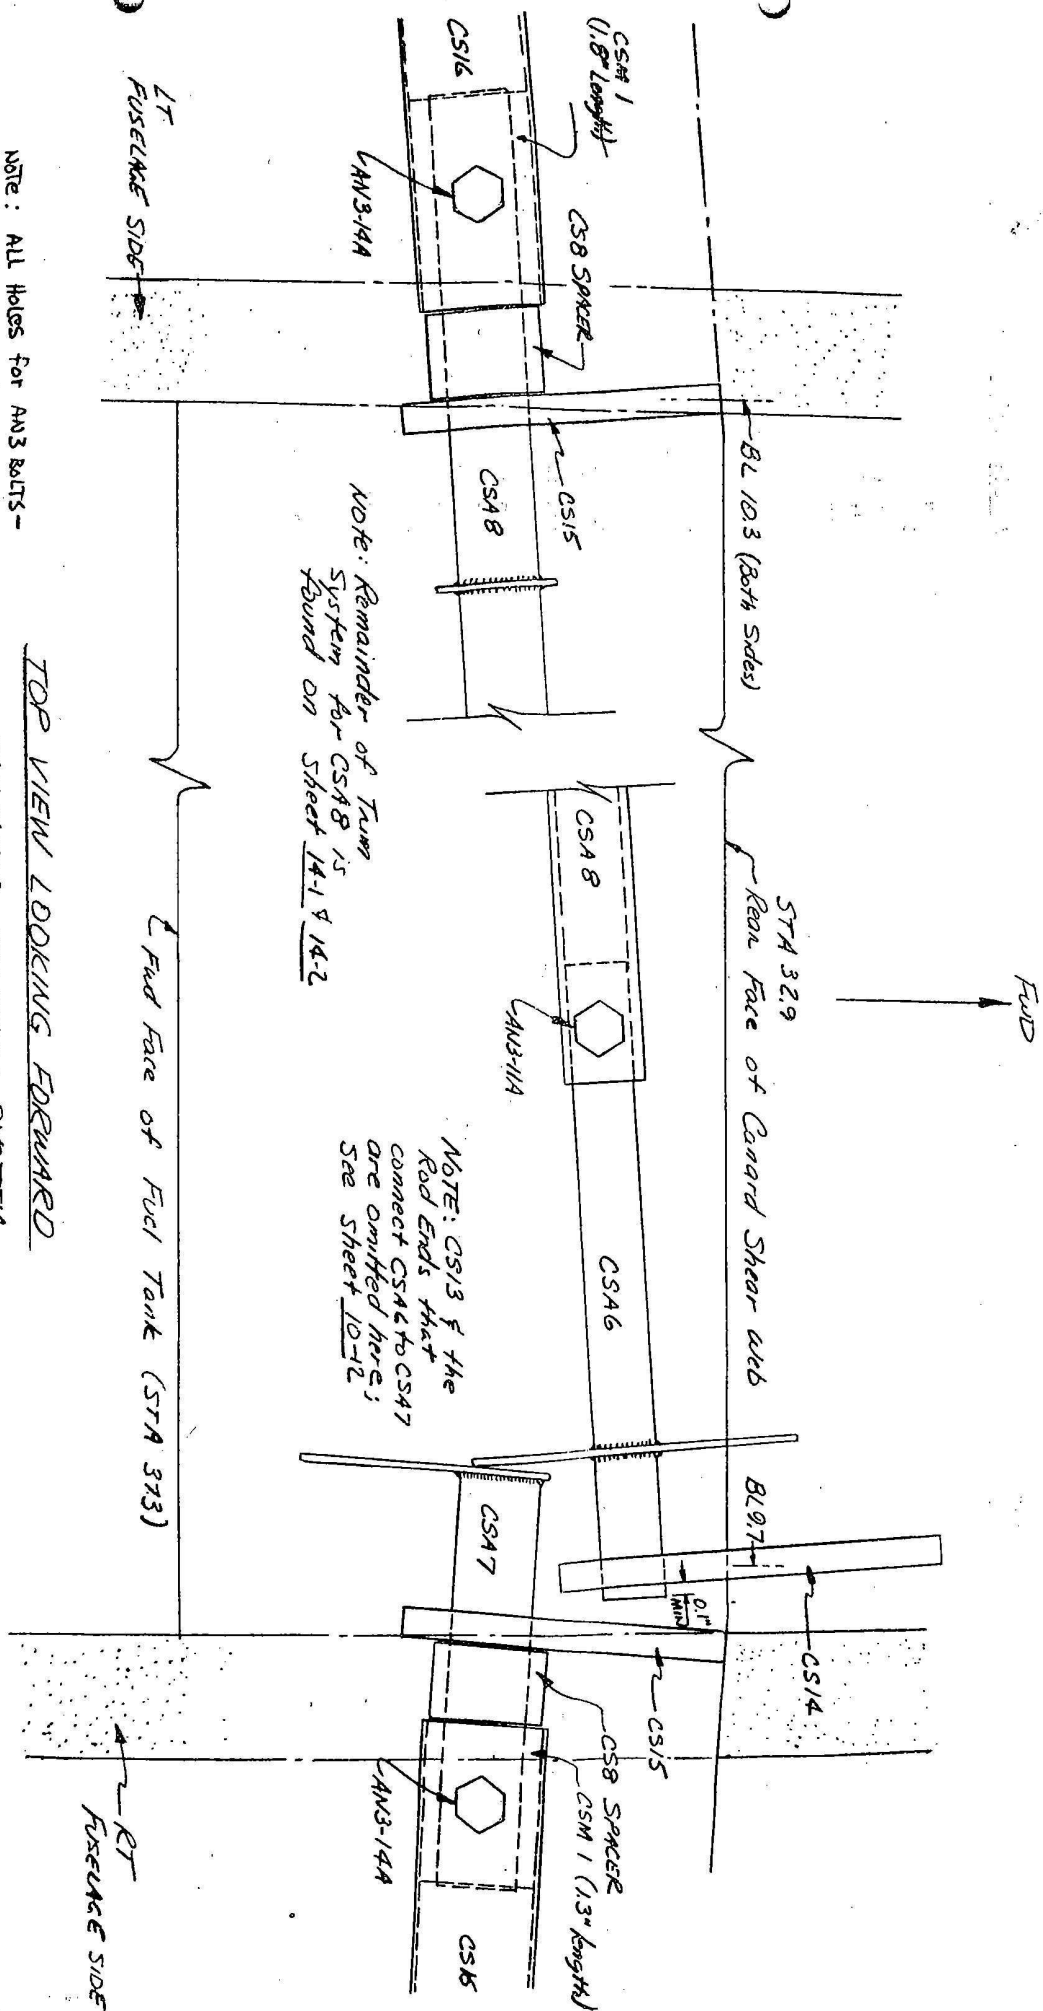 FWD
STA 32.9
Rear Face of Canard Shear web
BL 10.3 (Both Sides)
BL9.7
CSM 1
(1.8" Length)
CS8 SPACER
CS16
AN3-14A
CS15
CSA8
CSA8
AN3-11A
CSA6
0.1"
MIN
CS14
CS15
CS8 SPACER
CSM 1 (1.3" length)
CSA7
AN3-14A
LT
FUSELAGE SIDE
RT
FUSELAGE SIDE
Note: Remainder of Trim
System for CSA8 is
found on Sheet 14-1 & 14-2
NOTE: CS13 & the
Rod Ends that
connect CSA6 to CSA7
are omitted here;
See Sheet 10-12
Fwd Face of Fuel Tank (STA 37.3)
TOP VIEW LOOKING FORWARD
NOTE: ALL Holes for AN3 BOLTS-